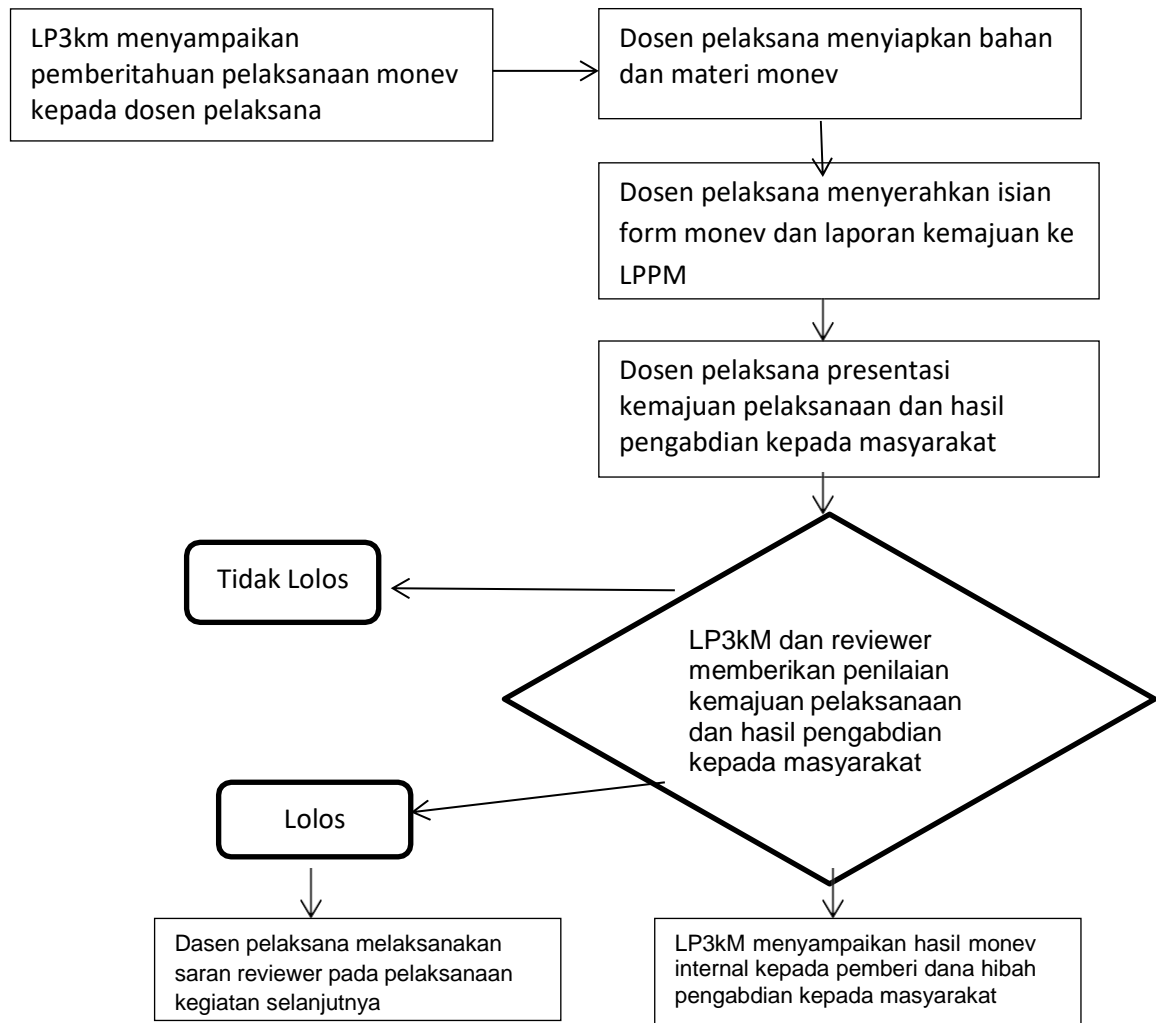 LP3km menyampaikan
pemberitahuan pelaksanaan monev
kepada dosen pelaksana
Dosen pelaksana menyiapkan bahan
dan materi monev
Dosen pelaksana menyerahkan isian
form monev dan laporan kemajuan ke
LPPM
Dosen pelaksana presentasi
kemajuan pelaksanaan dan hasil
pengabdian kepada masyarakat
Tidak Lolos
LP3kM dan reviewer
memberikan penilaian
kemajuan pelaksanaan
dan hasil pengabdian
kepada masyarakat
Lolos
Dasen pelaksana melaksanakan
saran reviewer pada pelaksanaan
kegiatan selanjutnya
LP3kM menyampaikan hasil monev
internal kepada pemberi dana hibah
pengabdian kepada masyarakat